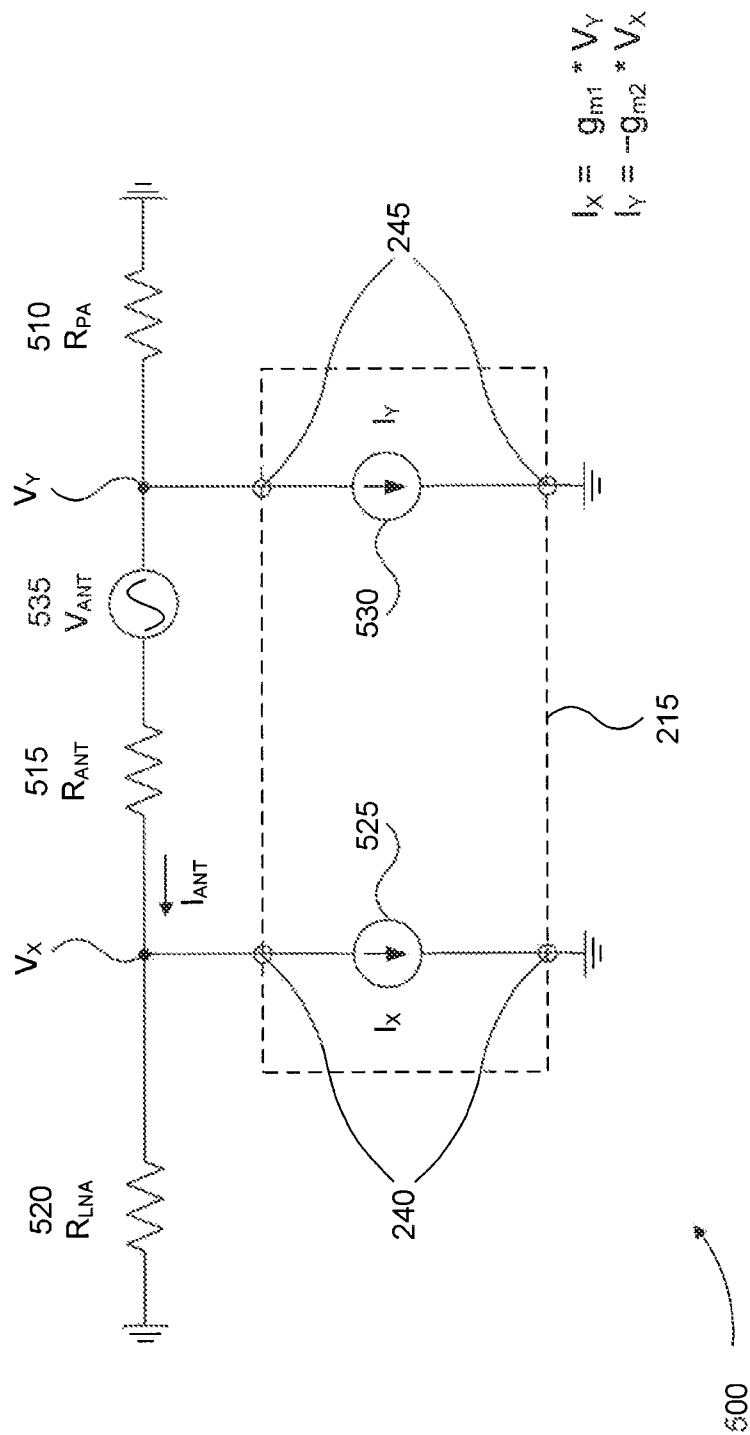 520
R_LNA
V_X
I_ANT
515
R_ANT
535
V_ANT
V_Y
510
R_PA
I_X
525
530
I_Y
240
245
215
I_X = g_m1 * V_Y
I_Y = -g_m2 * V_X
500